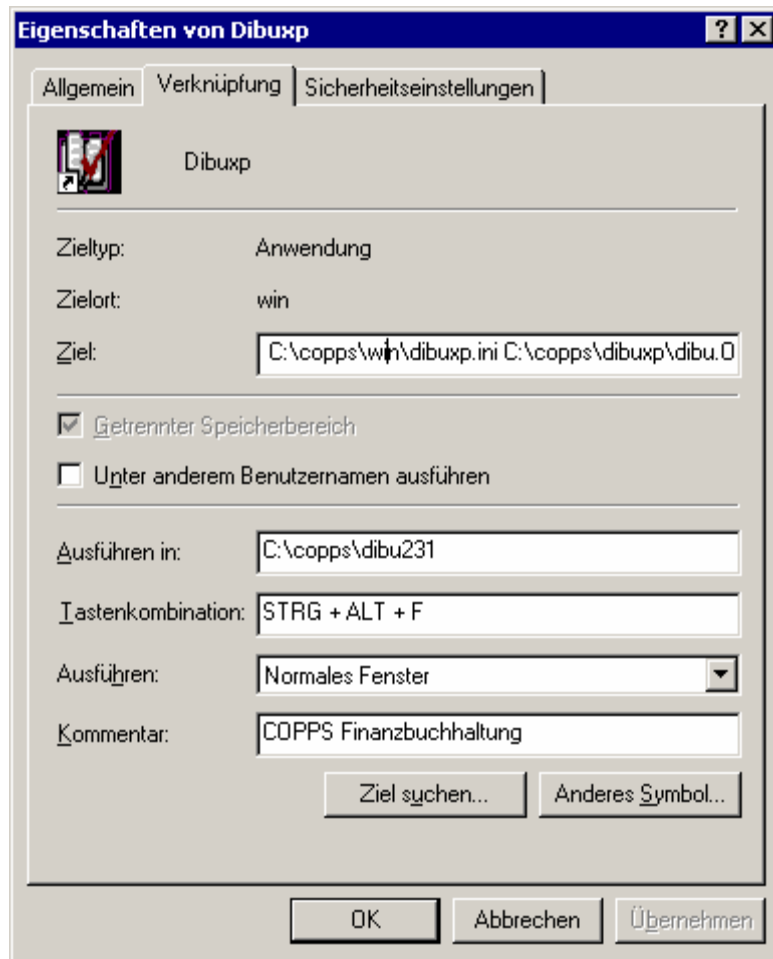 Eigenschaften von Dibuxp
Allgemein Verknüpfung Sicherheitseinstellungen
Dibuxp
Zieltyp: Anwendung
Zielort: win
Ziel: C:\copps\win\dibuxp.ini C:\copps\dibuxp\dibu.0
Getrennter Speicherbereich
Unter anderem Benutzernamen ausführen
Ausführen in: C:\copps\dibu231
Tastenkombination: STRG + ALT + F
Ausführen: Normales Fenster
Kommentar: COPPS Finanzbuchhaltung
Ziel suchen... Anderes Symbol...
OK Abbrechen Übernehmen